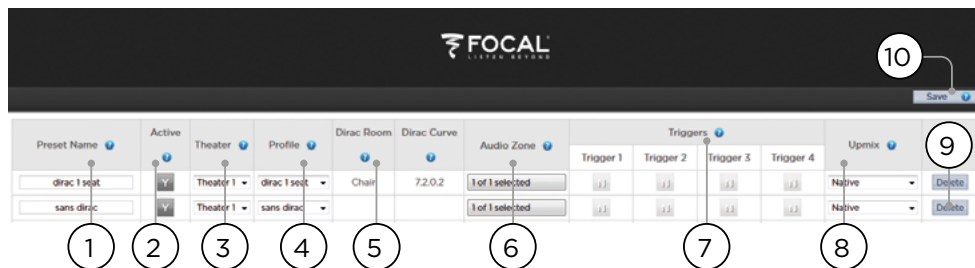 FOCAL
LISTEN BEYOND
10
Save ?
Preset Name ? Active ? Theater ? Profile ? Dirac Room ? Dirac Curve ? Audio Zone ? Triggers ? Upmix ?
Trigger 1 Trigger 2 Trigger 3 Trigger 4
9
dirac 1 seat Y Theater 1 dirac 1 seat Chair 7.2.0.2 1 of 1 selected Native Delete
sans dirac Y Theater 1 sans dirac 1 of 1 selected Native Delete
1 2 3 4 5 6 7 8